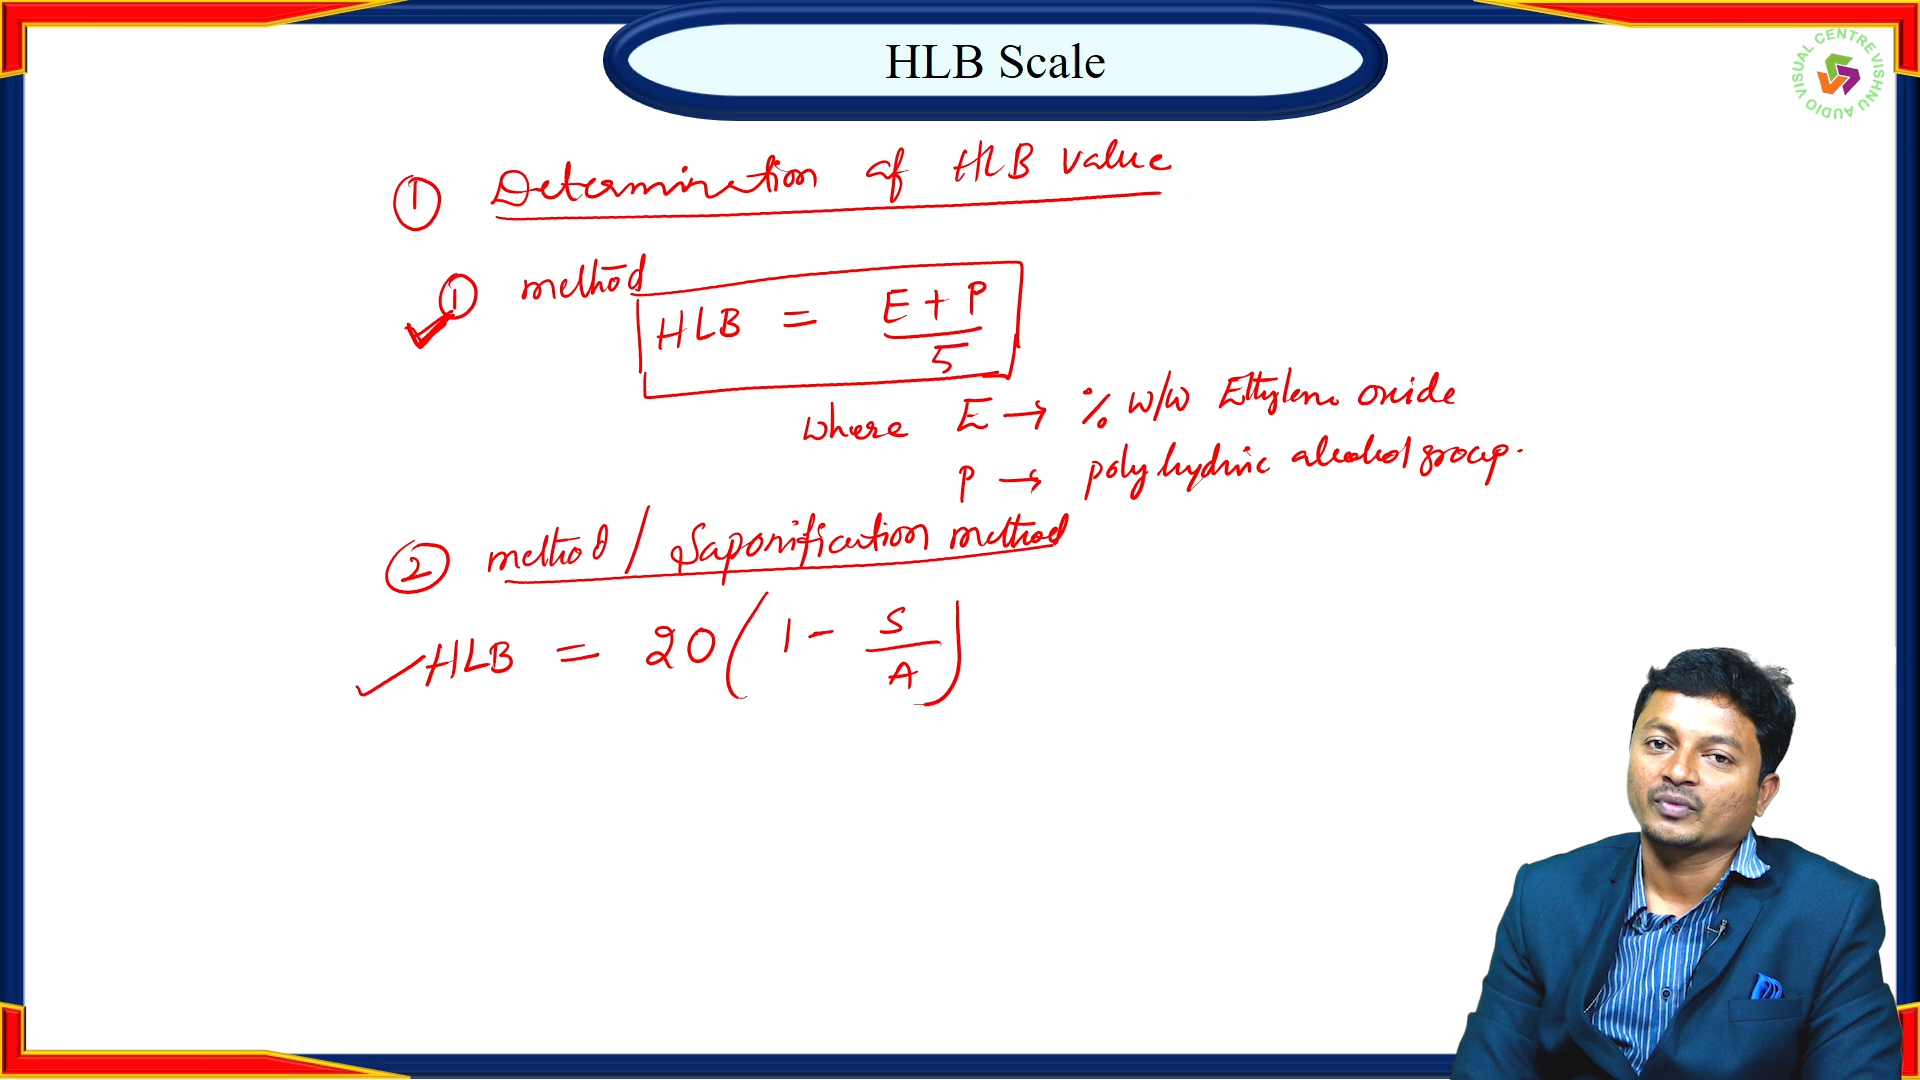 HLB Scale
VISUAL CENTRE VISHNU AUDIO
① Determination of HLB value
① method
HLB = E + P / 5
where E → % w/w Ethylene oxide
P → poly hydric alcohol group.
② method / Saponification method
HLB = 20 ( 1 - S / A )